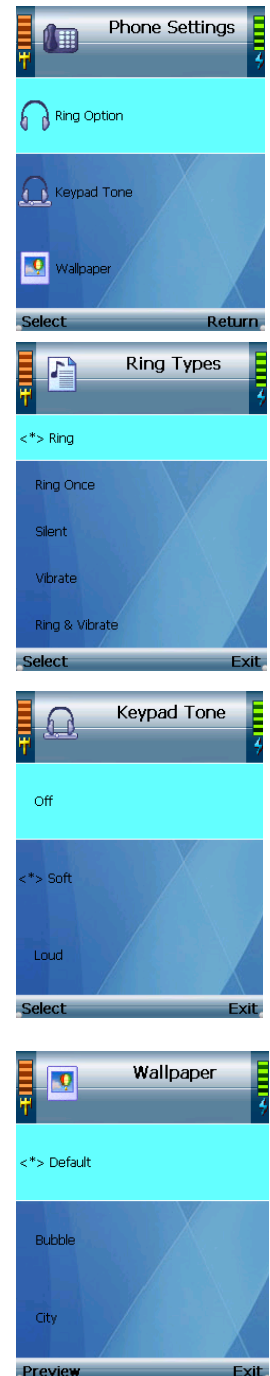 Phone Settings
Ring Option
Keypad Tone
Wallpaper
Select Return
Ring Types
<*> Ring
Ring Once
Silent
Vibrate
Ring & Vibrate
Select Exit
Keypad Tone
Off
<*> Soft
Loud
Select Exit
Wallpaper
<*> Default
Bubble
City
Preview Exit